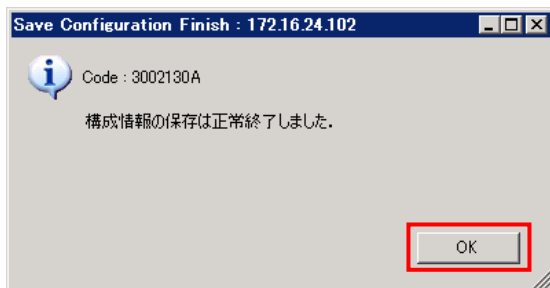 Save Configuration Finish : 172.16.24.102
Code : 3002130A
構成情報の保存は正常終了しました.
OK